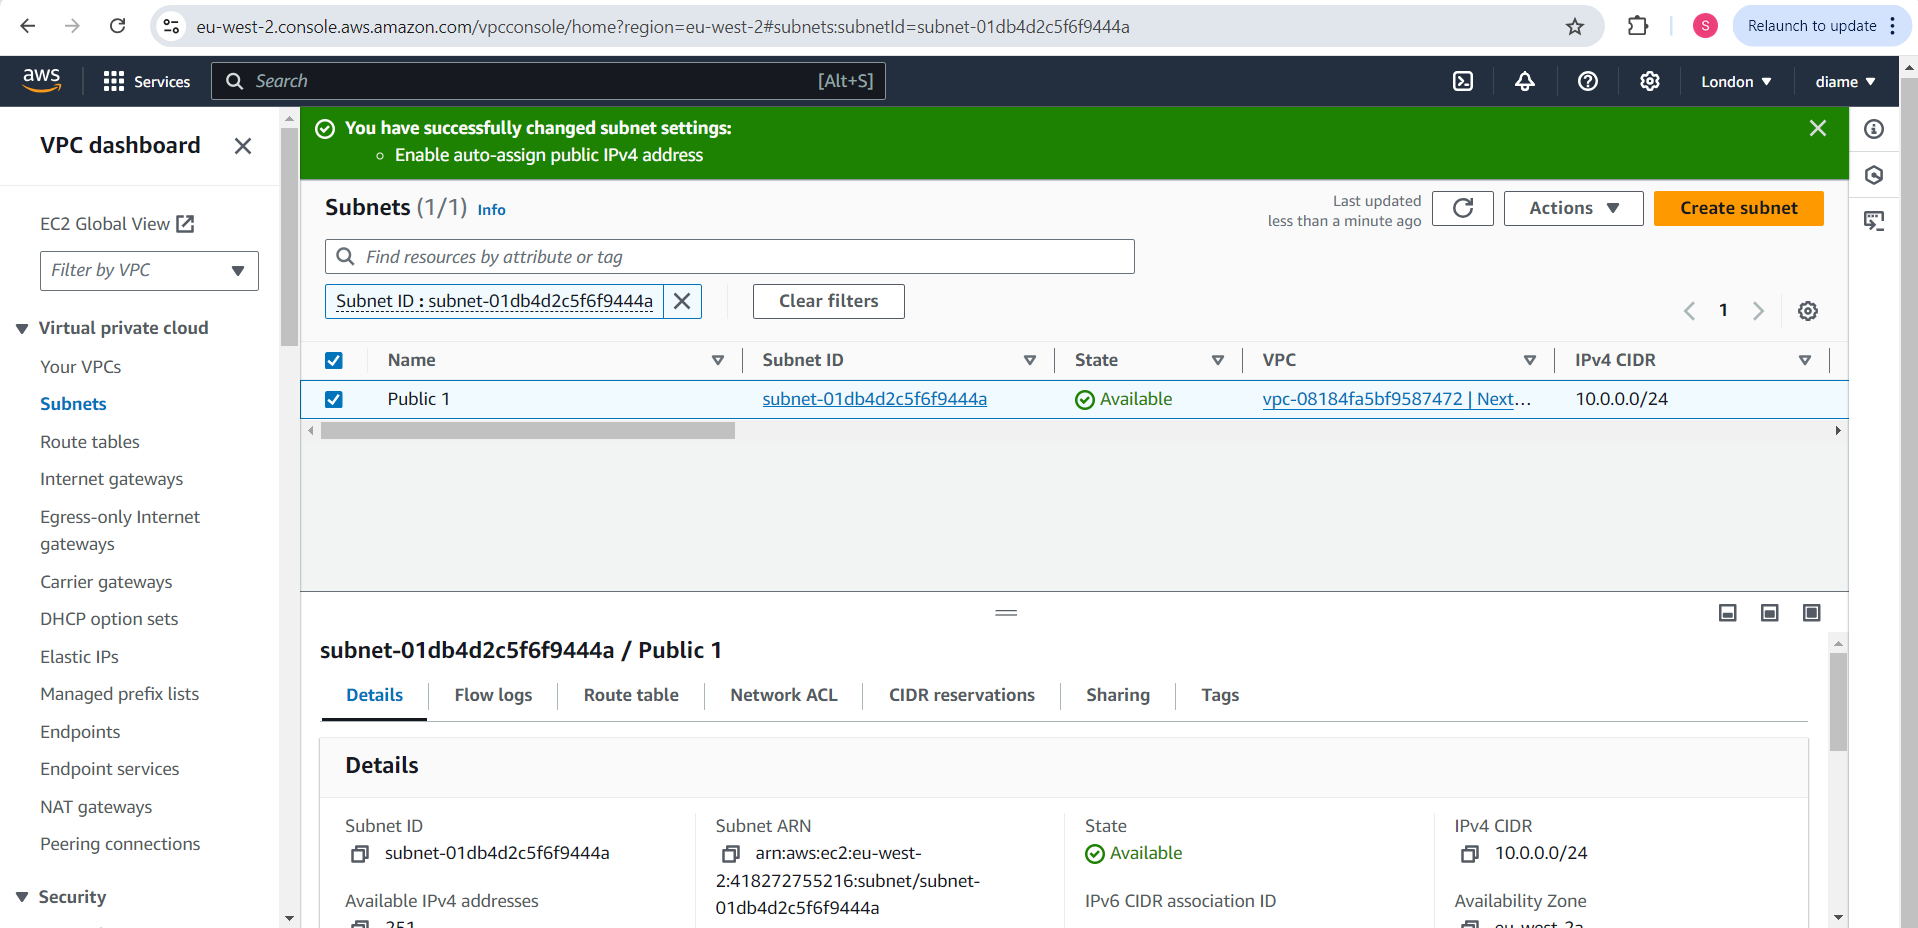 eu-west-2.console.aws.amazon.com/vpcconsole/home?region=eu-west-2#subnets:subnetId=subnet-01db4d2c5f6f9444a
S
Relaunch to update
aws
Services
Search
[Alt+S]
London
diame
VPC dashboard
EC2 Global View
Filter by VPC
Virtual private cloud
Your VPCs
Subnets
Route tables
Internet gateways
Egress-only Internet
gateways
Carrier gateways
DHCP option sets
Elastic IPs
Managed prefix lists
Endpoints
Endpoint services
NAT gateways
Peering connections
Security
You have successfully changed subnet settings:
Enable auto-assign public IPv4 address
Subnets (1/1) Info
Last updated
less than a minute ago
Actions
Create subnet
Find resources by attribute or tag
Subnet ID : subnet-01db4d2c5f6f9444a
Clear filters
1
Name Subnet ID State VPC IPv4 CIDR
Public 1 subnet-01db4d2c5f6f9444a Available vpc-08184fa5bf9587472 | Next... 10.0.0.0/24
subnet-01db4d2c5f6f9444a / Public 1
Details Flow logs Route table Network ACL CIDR reservations Sharing Tags
Details
Subnet ID
subnet-01db4d2c5f6f9444a
Available IPv4 addresses
251
Subnet ARN
arn:aws:ec2:eu-west-
2:418272755216:subnet/subnet-
01db4d2c5f6f9444a
State
Available
IPv6 CIDR association ID
IPv4 CIDR
10.0.0.0/24
Availability Zone
eu-west-2a